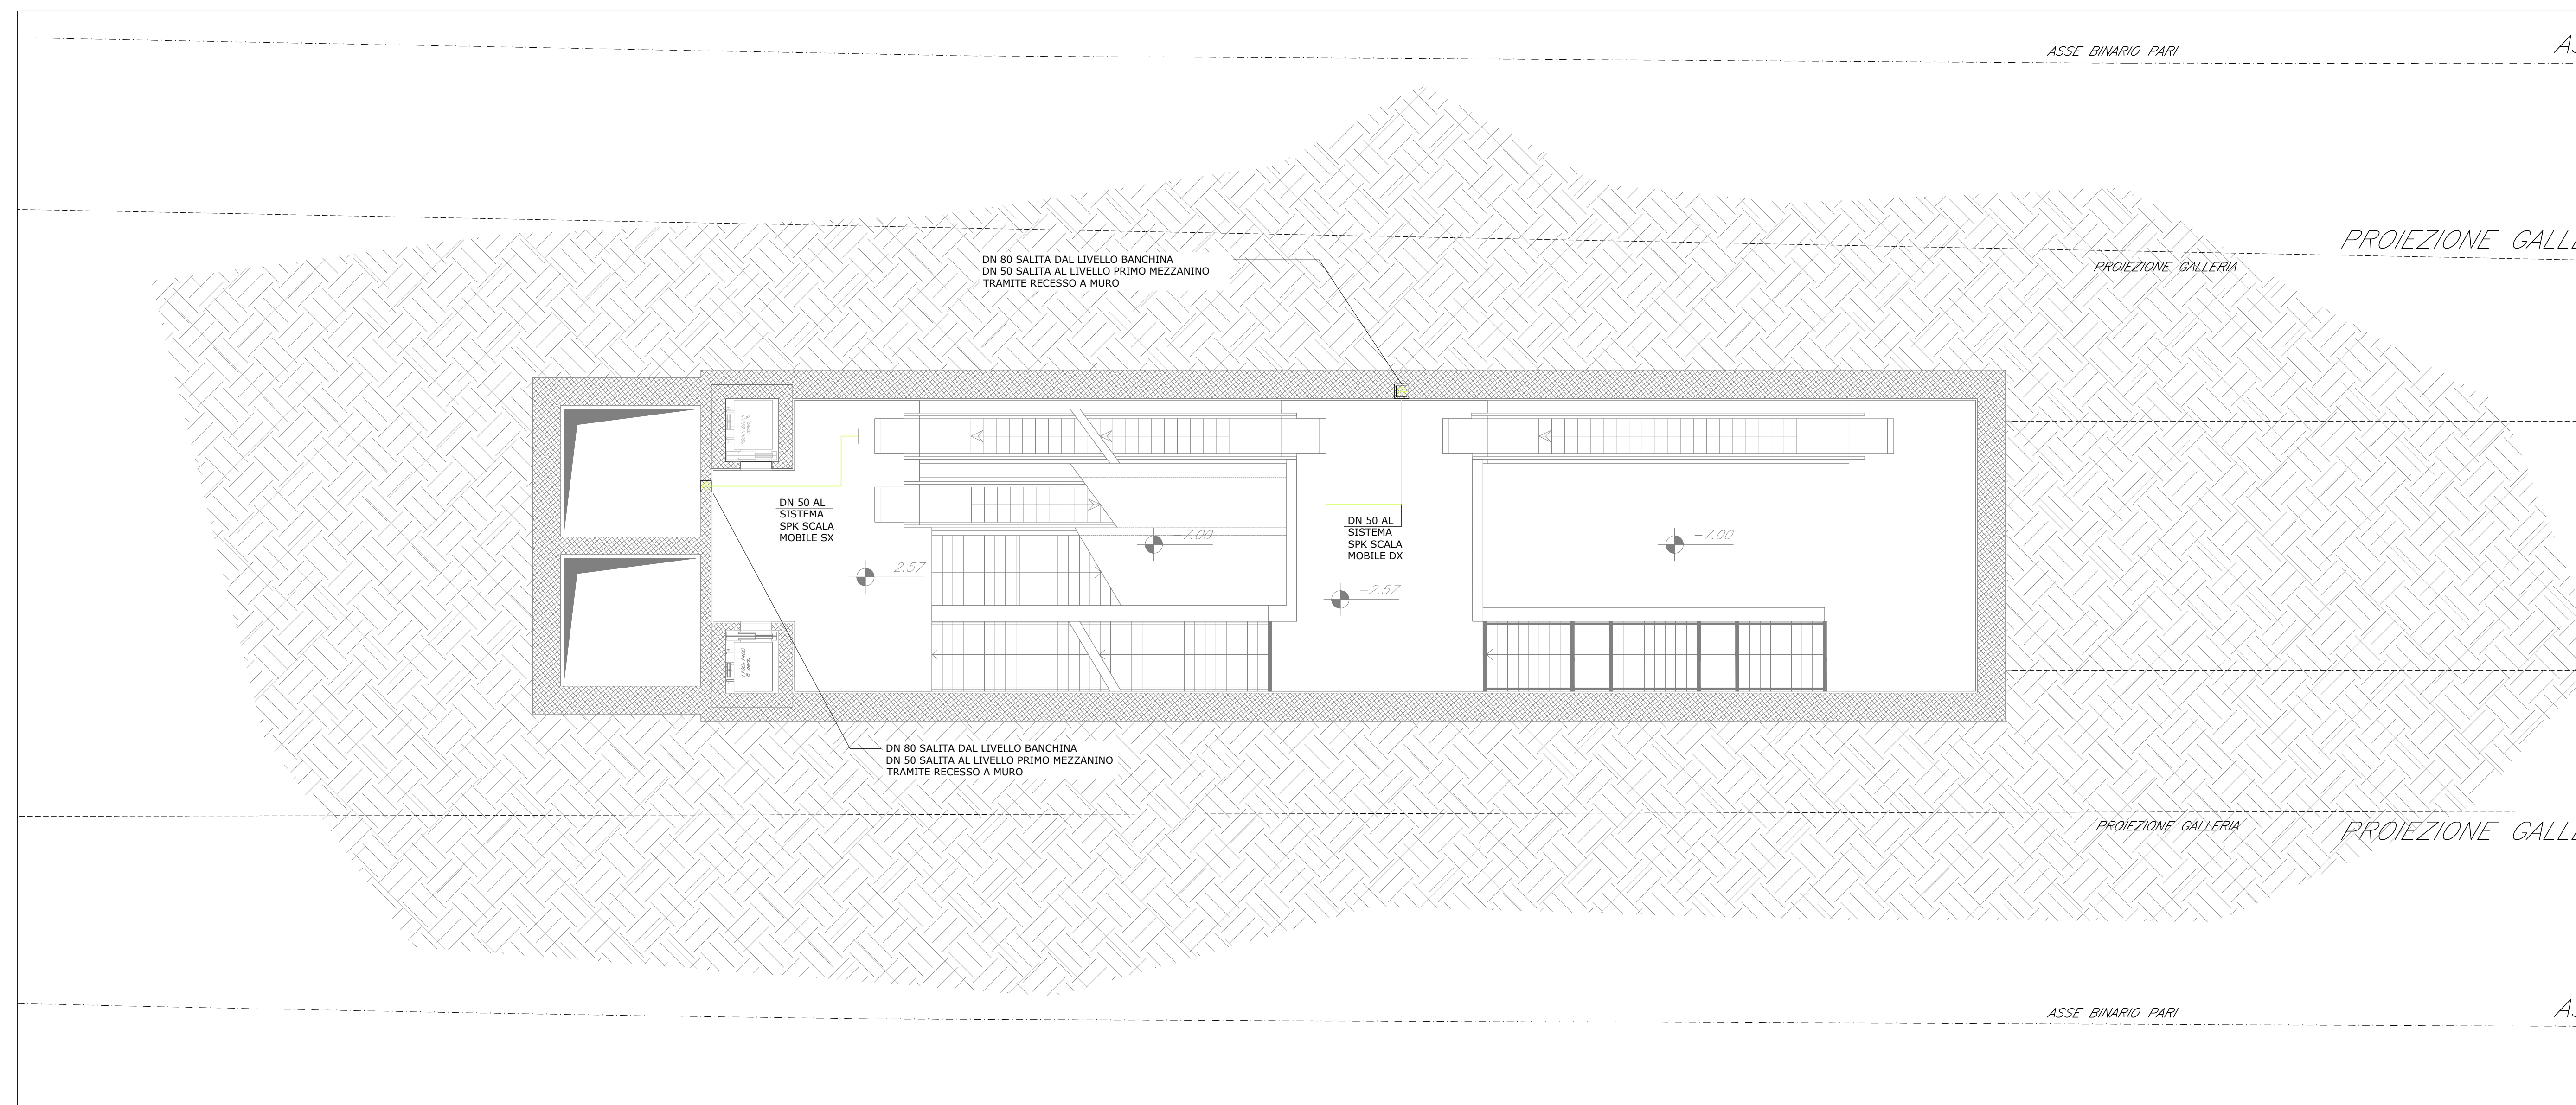 ASSE BINARIO PARI
PROIEZIONE
PROIEZIONE GALLERIA
DN 80 SALITA DAL LIVELLO BANCHINA
DN 50 SALITA AL LIVELLO PRIMO MEZZANINO
TRAMITE RECESSO A MURO
DN 50 AL
SISTEMA
SPK SCALA
MOBILE SX
DN 50 AL
SISTEMA
SPK SCALA
MOBILE DX
-7.00
-7.00
-2.57
-2.57
1100x1400
8 pers.
DN 80 SALITA DAL LIVELLO BANCHINA
DN 50 SALITA AL LIVELLO PRIMO MEZZANINO
TRAMITE RECESSO A MURO
PROIEZIONE GALLERIA
PROIEZIONE
ASSE BINARIO PARI